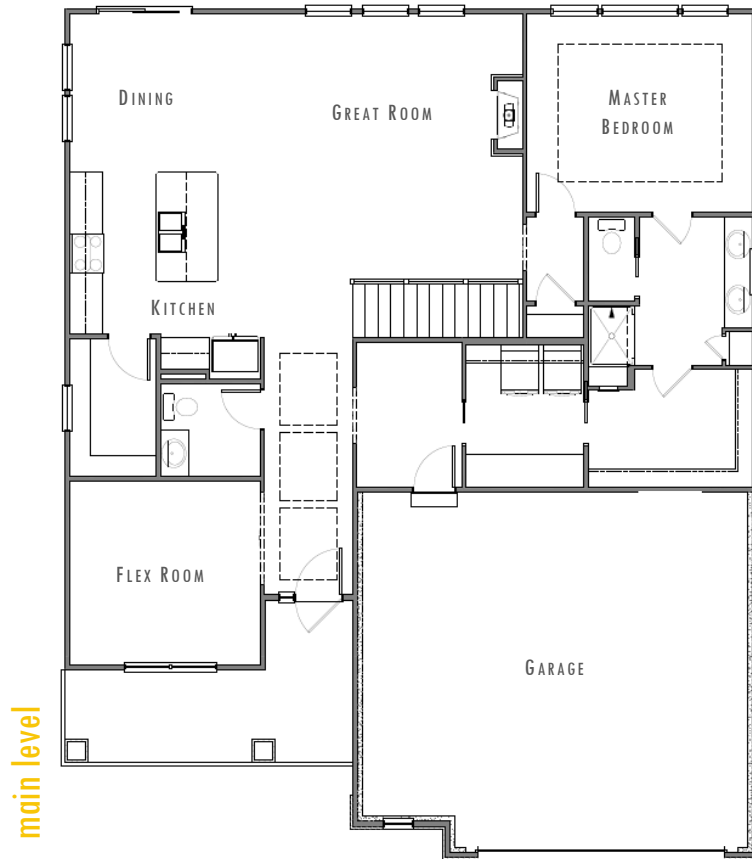 DINING
GREAT ROOM
MASTER
BEDROOM
KITCHEN
FLEX ROOM
GARAGE
main level